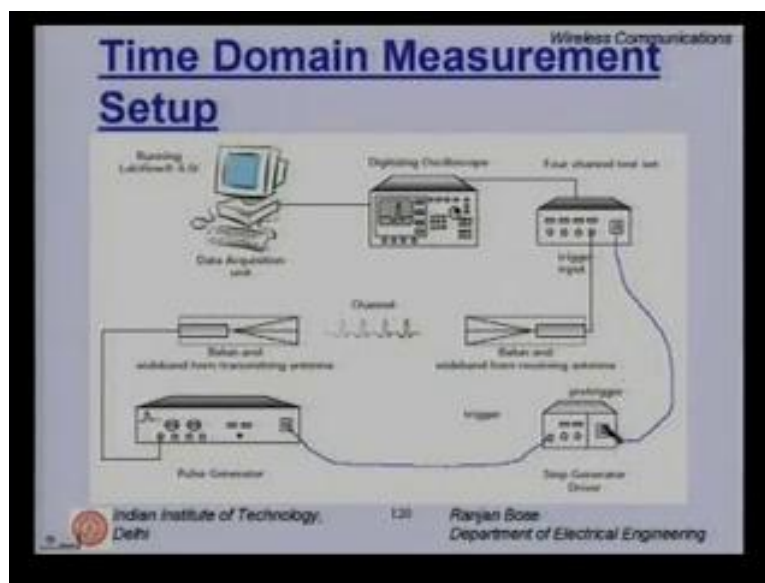 Wireless Communications
Time Domain Measurement
Setup
Running
LabView® 6.0i
Digitizing Oscilloscope
Four channel test set
Data Acquisition
unit
trigger
input
Channel
Balun and
wideband horn transmitting antenna
Balun and
wideband horn receiving antenna
pretrigger
trigger
Pulse Generator
Step Generator
Driver
Indian Institute of Technology,
Delhi
120
Ranjan Bose
Department of Electrical Engineering